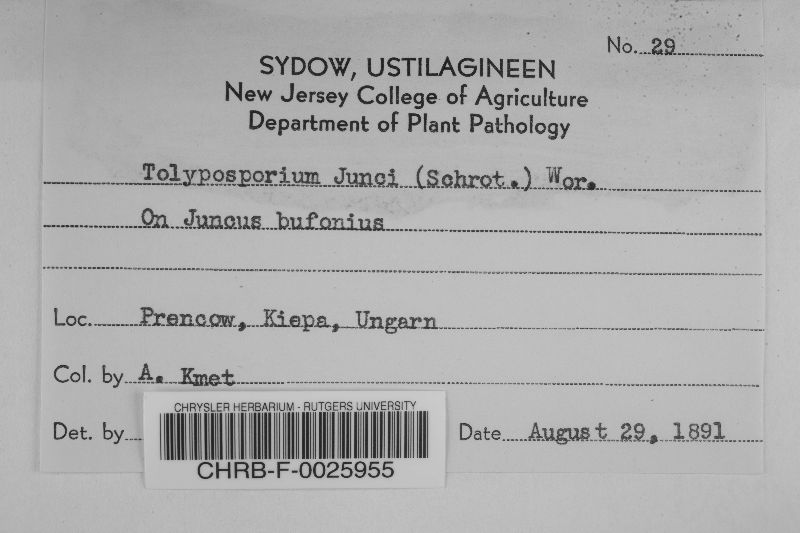 No. 29
SYDOW, USTILAGINEEN
New Jersey College of Agriculture
Department of Plant Pathology
Tolyposporium Junci (Schrot.) Wor.
On Juncus bufonius
Loc. Prencow, Kiepa, Ungarn
Col. by A. Kmet
Det. by
Date August 29, 1891
CHRYSLER HERBARIUM - RUTGERS UNIVERSITY
CHRB-F-0025955